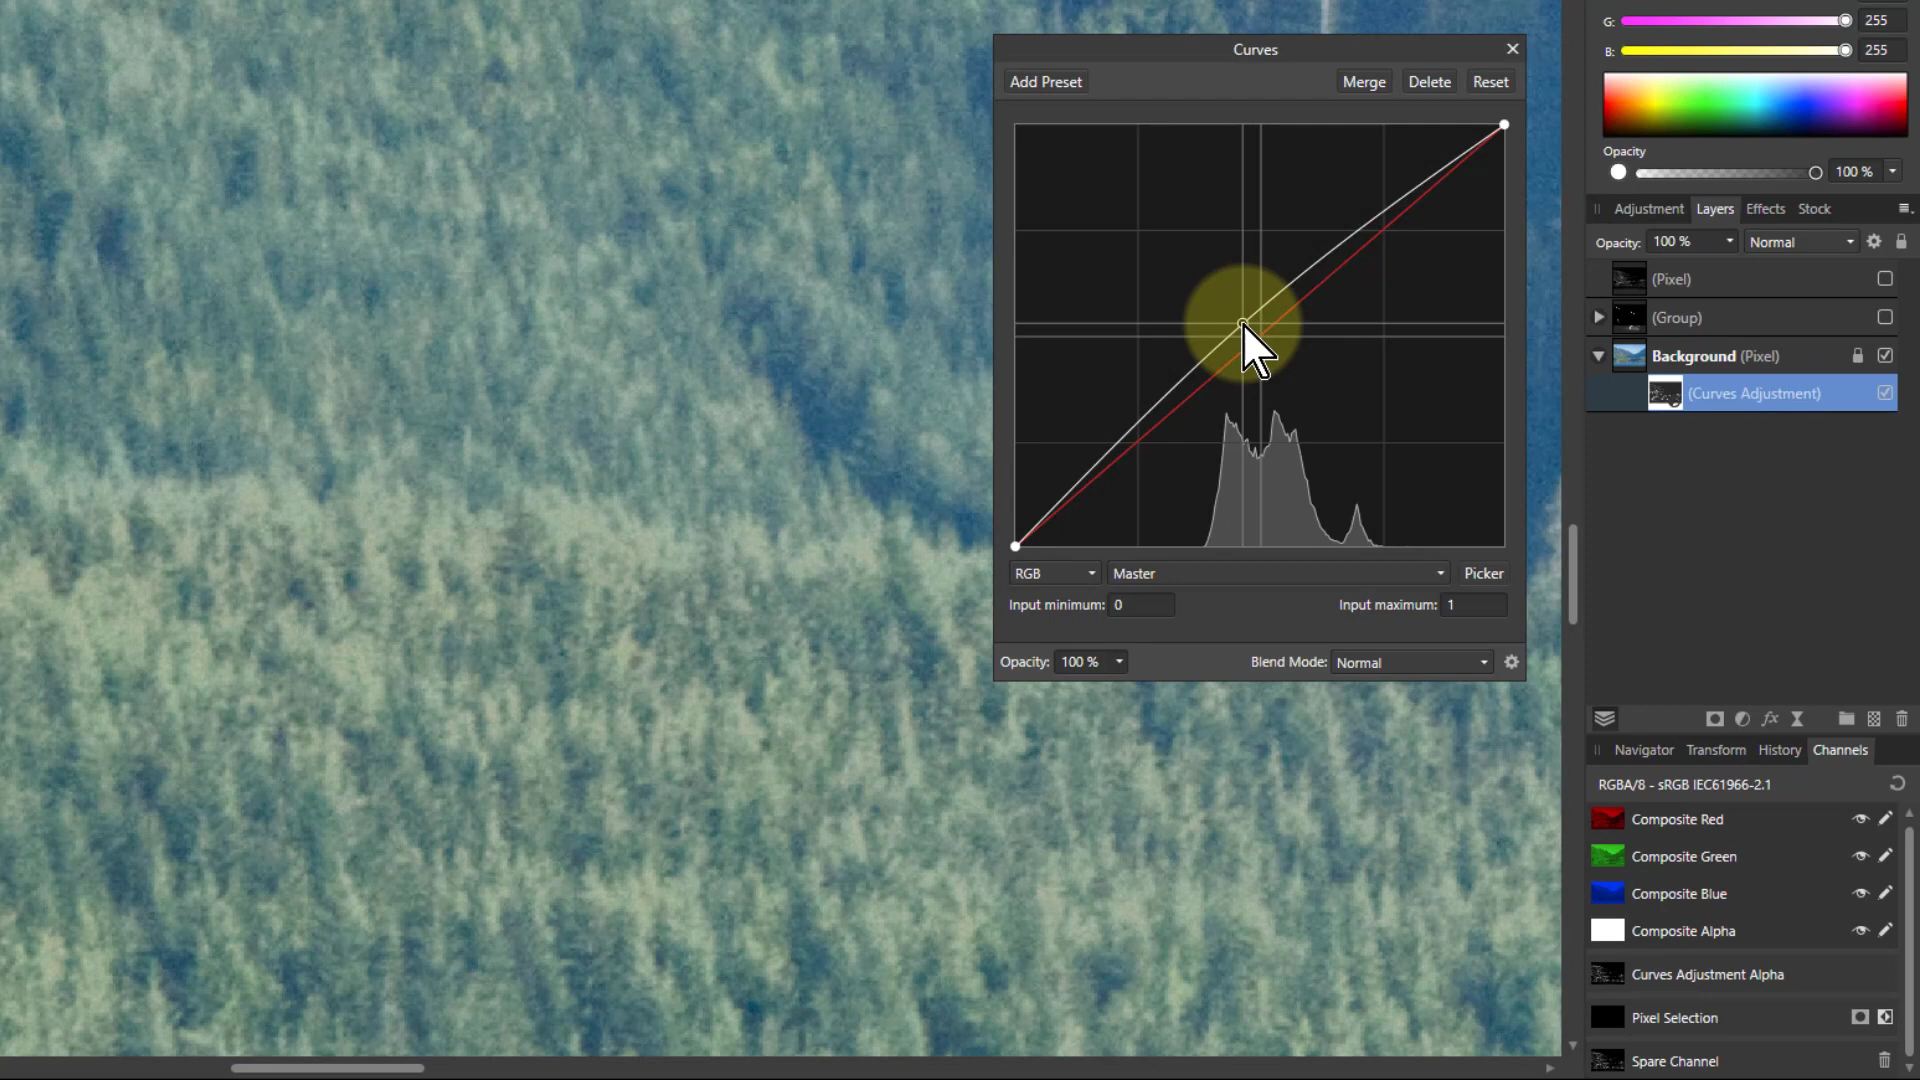 G: 255
B: 255
Curves
Add Preset Merge Delete Reset
Opacity
100 %
Adjustment Layers Effects Stock
Opacity: 100 % Normal
(Pixel)
(Group)
Background (Pixel)
(Curves Adjustment)
RGB Master Picker
Input minimum: 0 Input maximum: 1
Opacity: 100 % Blend Mode: Normal
fx
Navigator Transform History Channels
RGBA/8 - sRGB IEC61966-2.1
Composite Red
Composite Green
Composite Blue
Composite Alpha
Curves Adjustment Alpha
Pixel Selection
Spare Channel